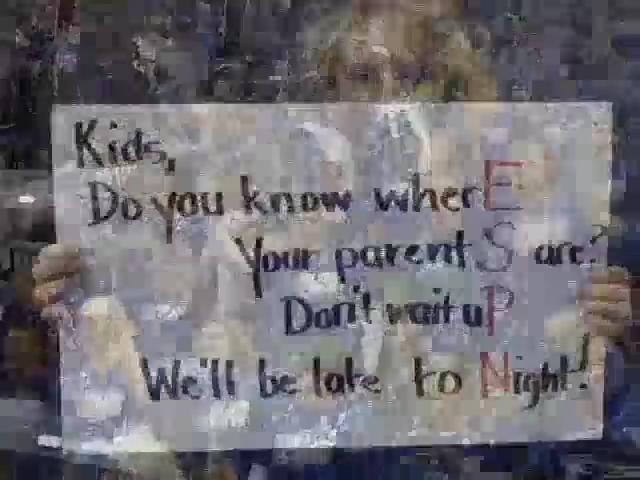 Kids,
Do you know wherE
Your parentS are?
Don't wait uP
We'll be late to Night!